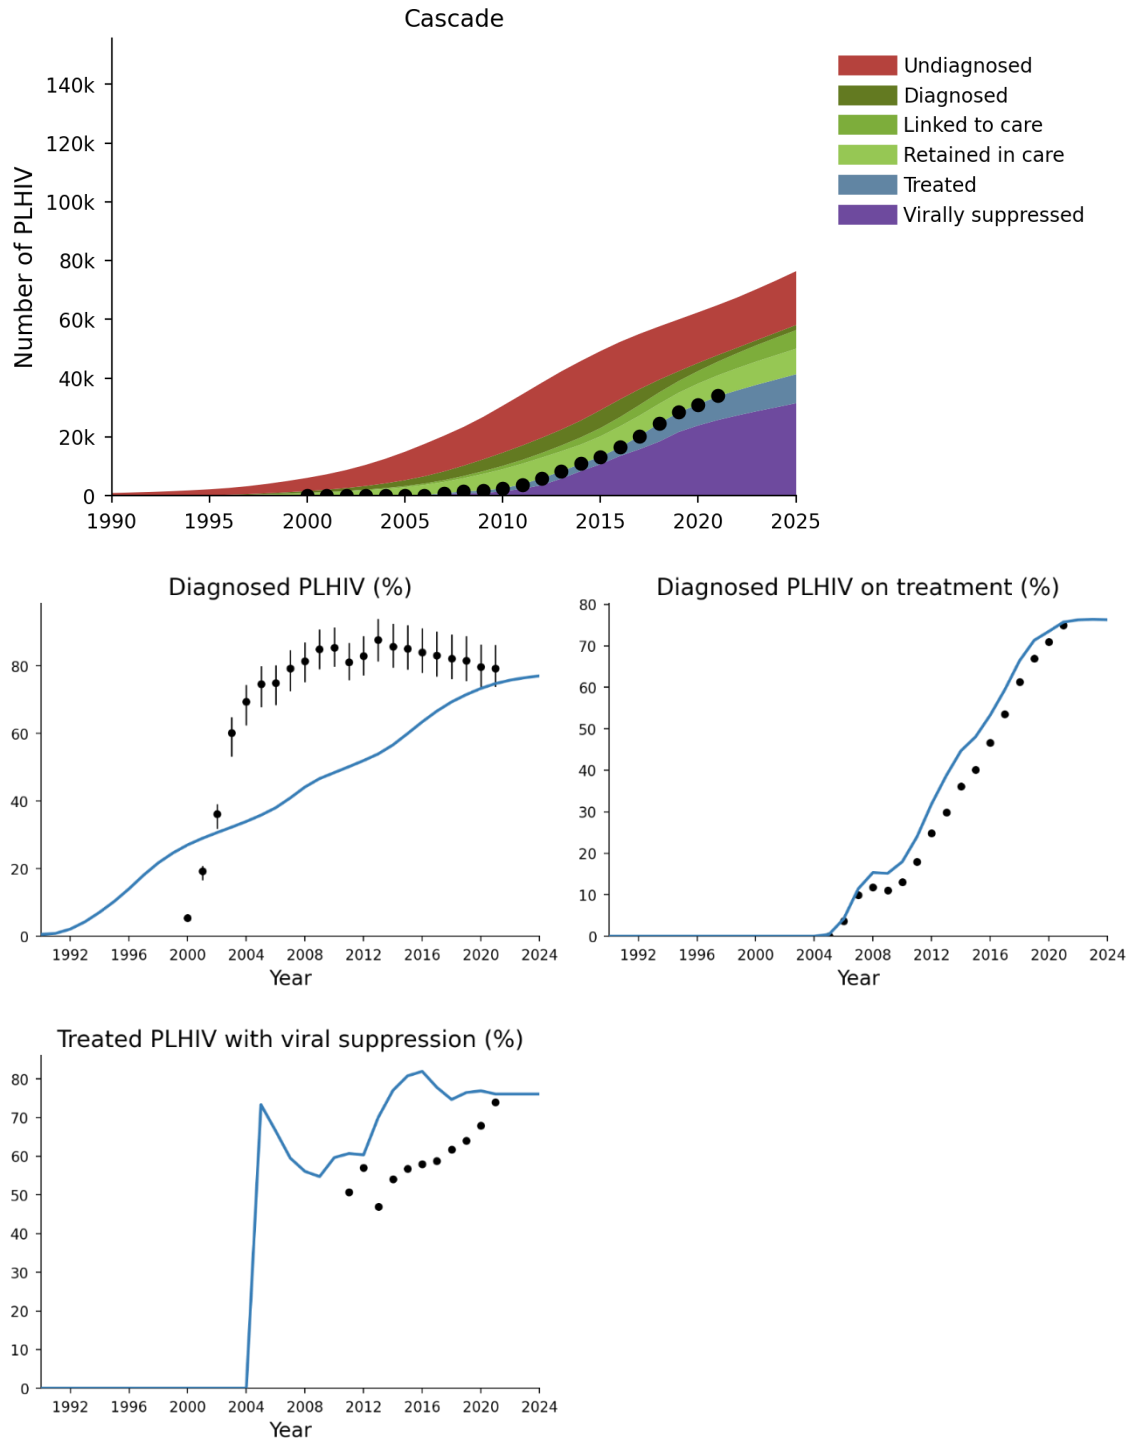 Cascade
Number of PLHIV
140k
120k
100k
80k
60k
40k
20k
0
1990 1995 2000 2005 2010 2015 2020 2025
Undiagnosed
Diagnosed
Linked to care
Retained in care
Treated
Virally suppressed
Diagnosed PLHIV (%)
80
60
40
20
0
1992 1996 2000 2004 2008 2012 2016 2020 2024
Year
Diagnosed PLHIV on treatment (%)
80
70
60
50
40
30
20
10
0
1992 1996 2000 2004 2008 2012 2016 2020 2024
Year
Treated PLHIV with viral suppression (%)
80
70
60
50
40
30
20
10
0
1992 1996 2000 2004 2008 2012 2016 2020 2024
Year